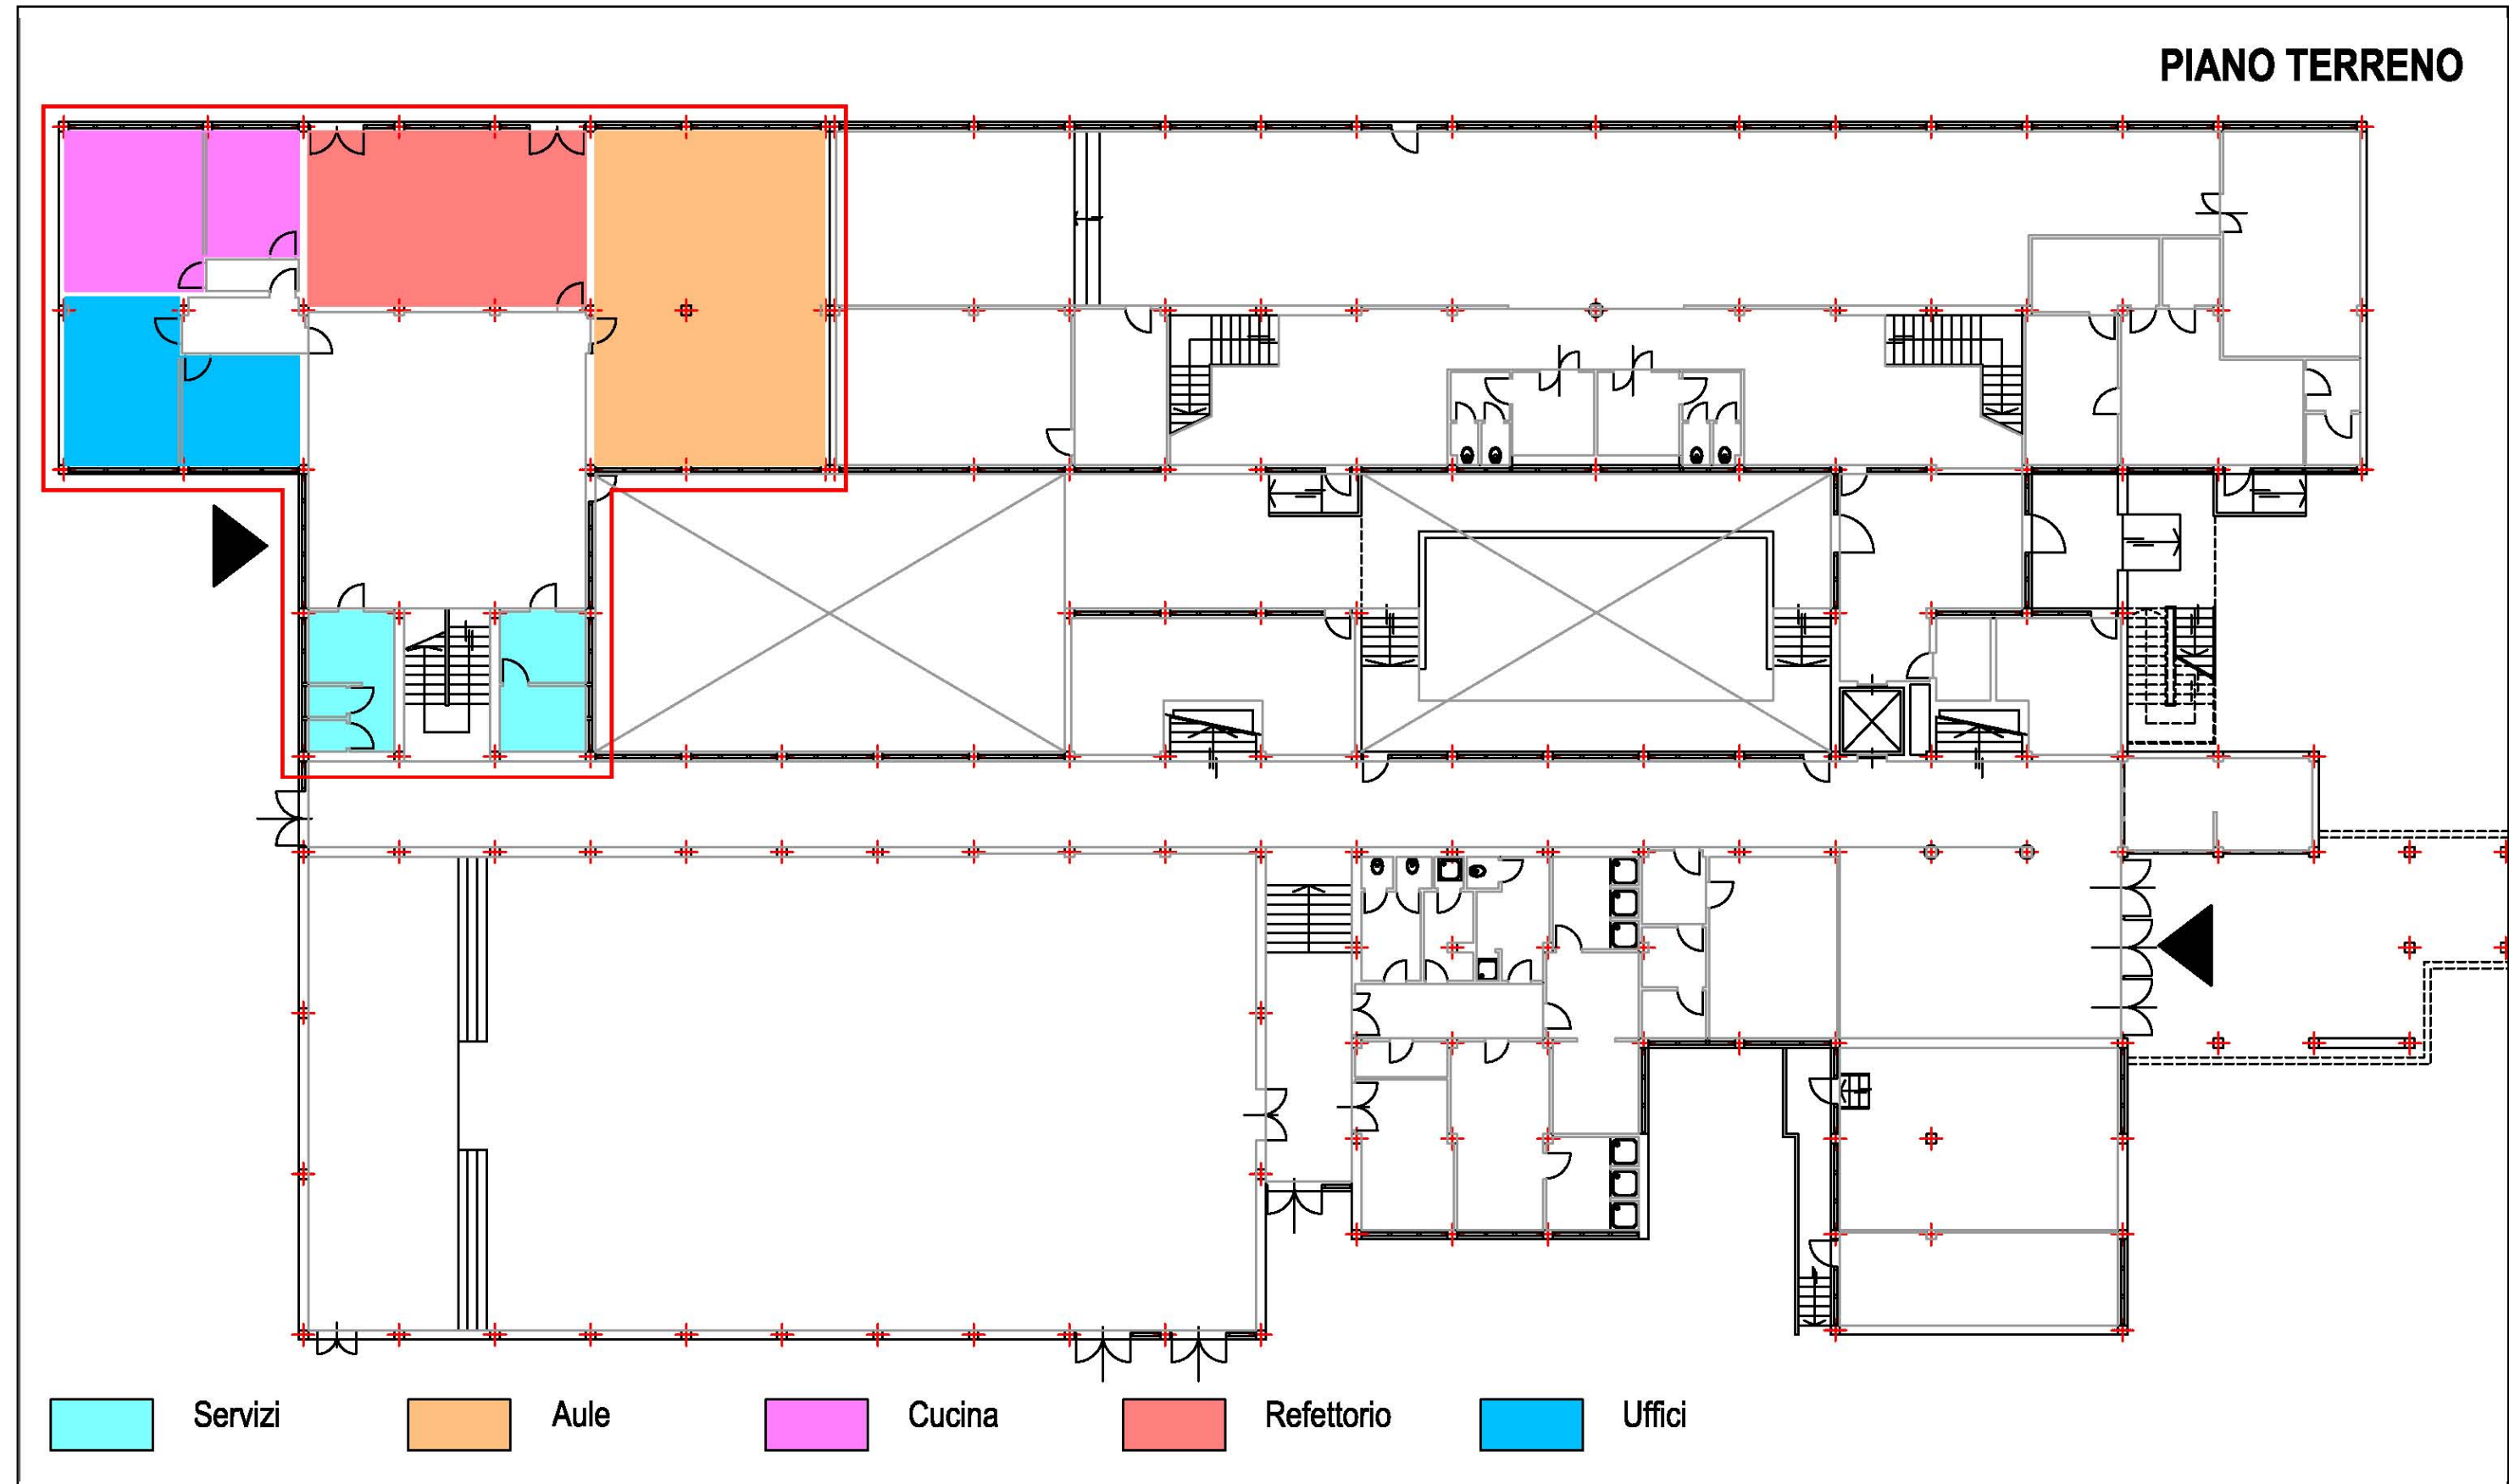 PIANO TERRENO
Servizi
Aule
Cucina
Refettorio
Uffici